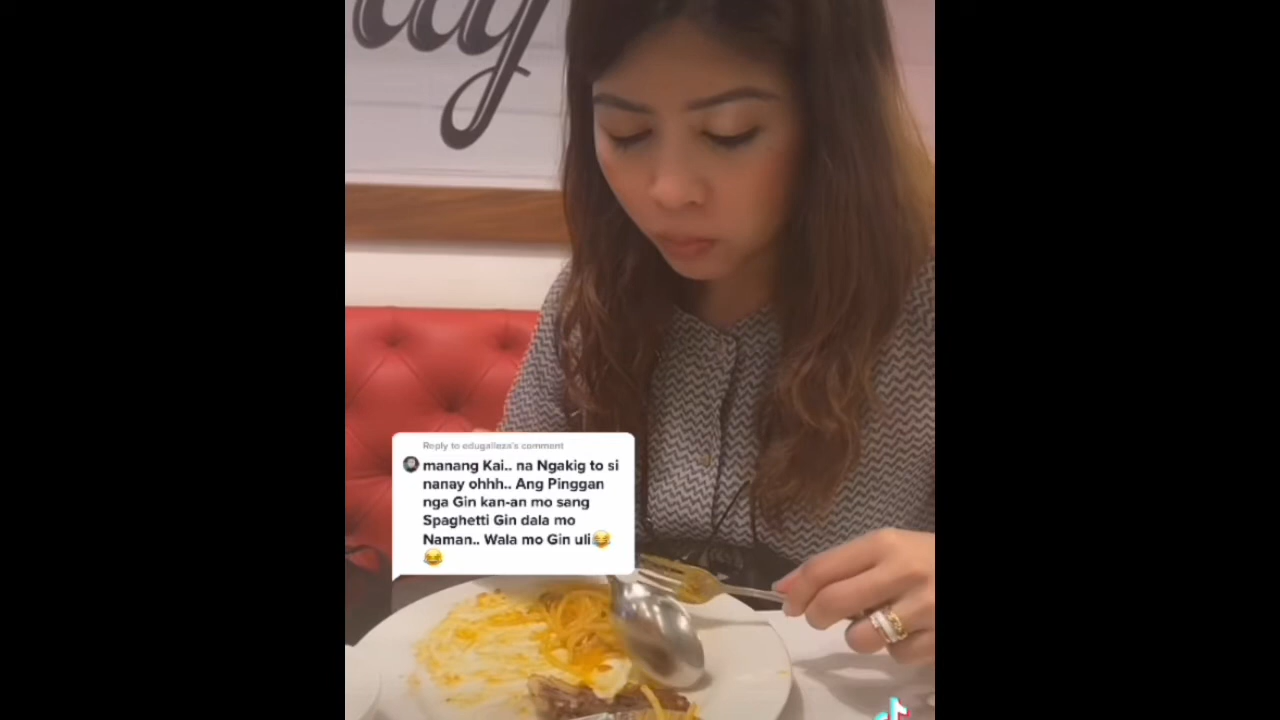 ay
Reply to edugalleza's comment
manang Kai.. na Ngakig to si
nanay ohhh.. Ang Pinggan
nga Gin kan-an mo sang
Spaghetti Gin dala mo
Naman.. Wala mo Gin uli😂
😂